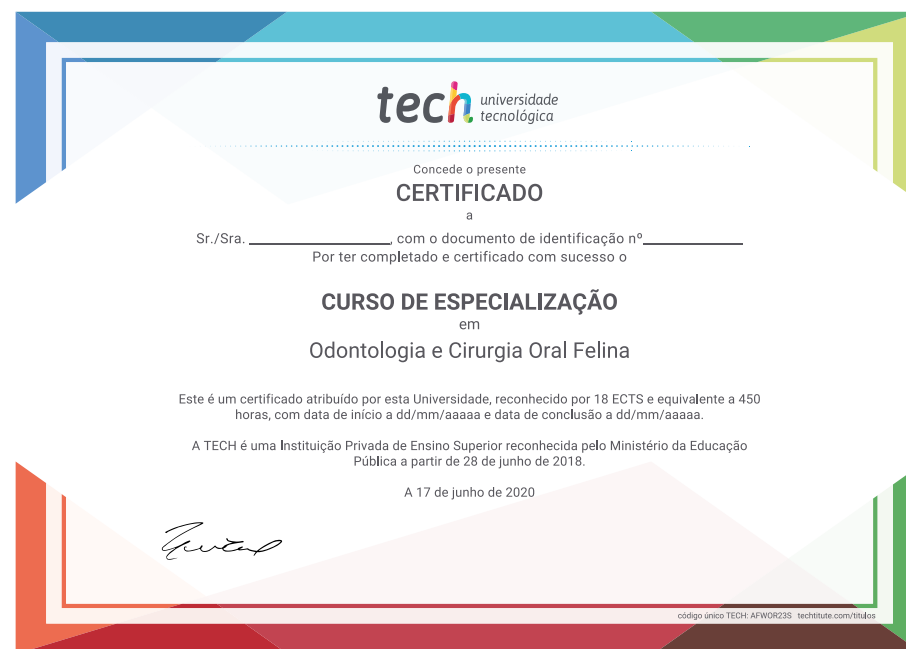 tech universidade
tecnológica
Concede o presente
CERTIFICADO
a
Sr./Sra. ____________________, com o documento de identificação nº______________
Por ter completado e certificado com sucesso o
CURSO DE ESPECIALIZAÇÃO
em
Odontologia e Cirurgia Oral Felina
Este é um certificado atribuído por esta Universidade, reconhecido por 18 ECTS e equivalente a 450
horas, com data de início a dd/mm/aaaaa e data de conclusão a dd/mm/aaaaa.
A TECH é uma Instituição Privada de Ensino Superior reconhecida pelo Ministério da Educação
Pública a partir de 28 de junho de 2018.
A 17 de junho de 2020
código único TECH: AFWOR23S techtitute.com/titulos